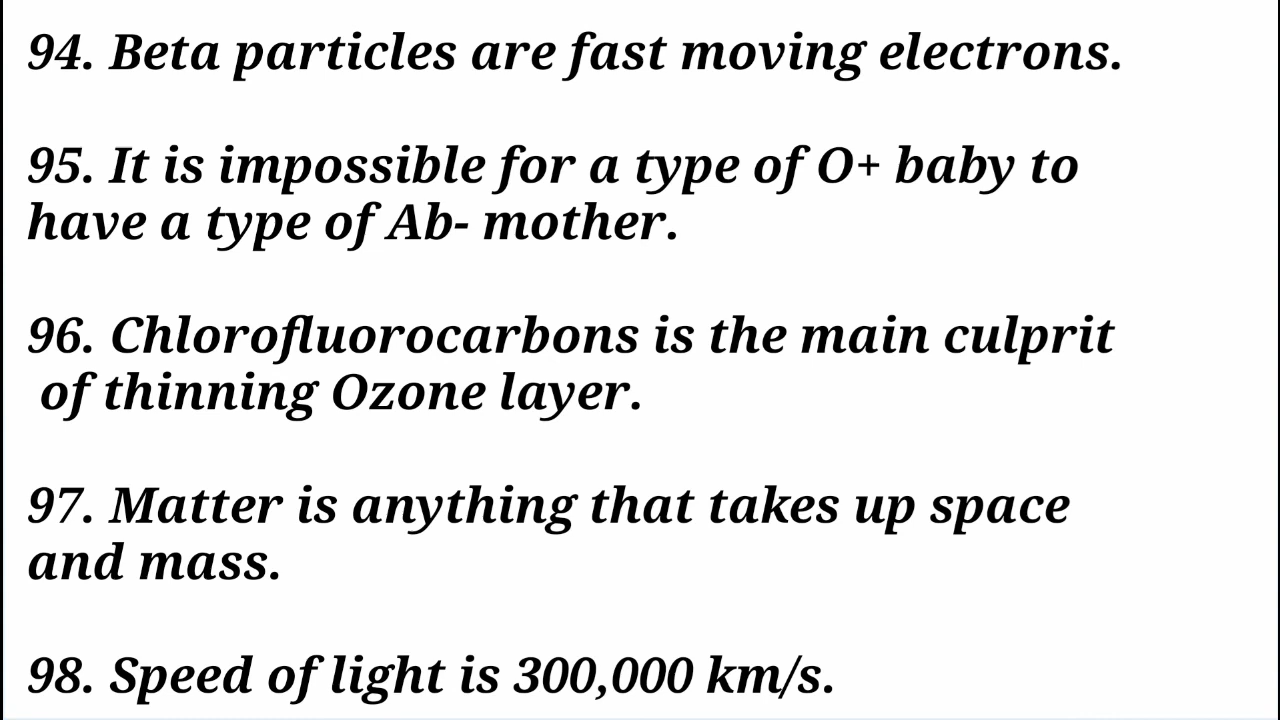 94. Beta particles are fast moving electrons.
95. It is impossible for a type of O+ baby to
have a type of Ab- mother.
96. Chlorofluorocarbons is the main culprit
of thinning Ozone layer.
97. Matter is anything that takes up space
and mass.
98. Speed of light is 300,000 km/s.